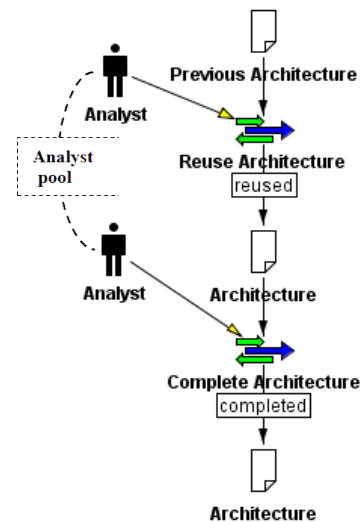 Previous Architecture
Analyst
Analyst
pool
Reuse Architecture
reused
Analyst
Architecture
Complete Architecture
completed
Architecture